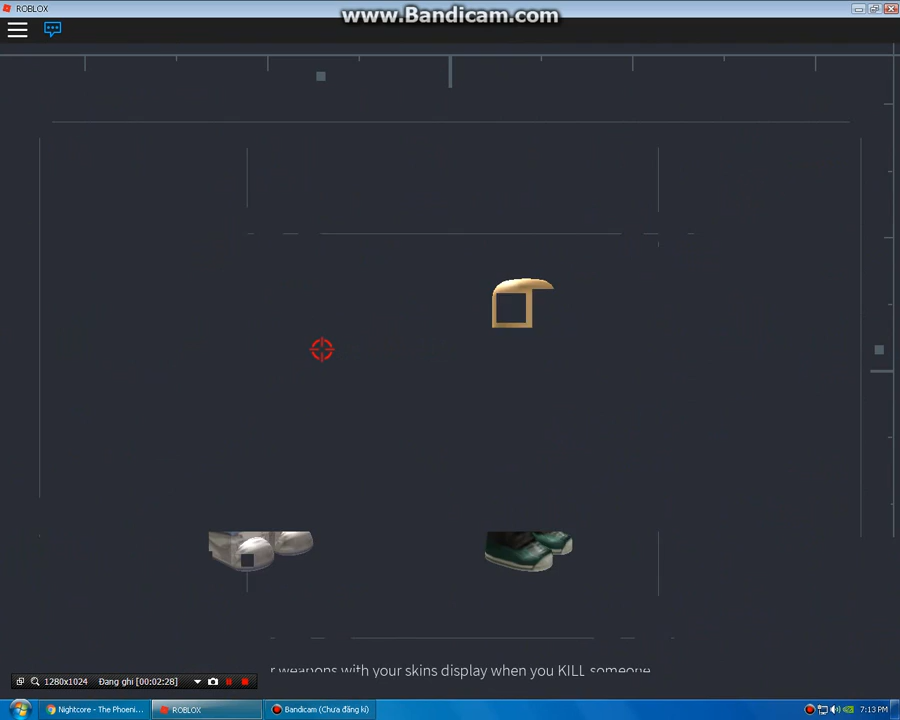 ROBLOX
www.Bandicam.com
weapons with your skins display when you KILL someone
1280x1024 Đang ghi [00:02:28]
Nightcore - The Phoeni...
ROBLOX
Bandicam (Chưa đăng kí)
7:13 PM